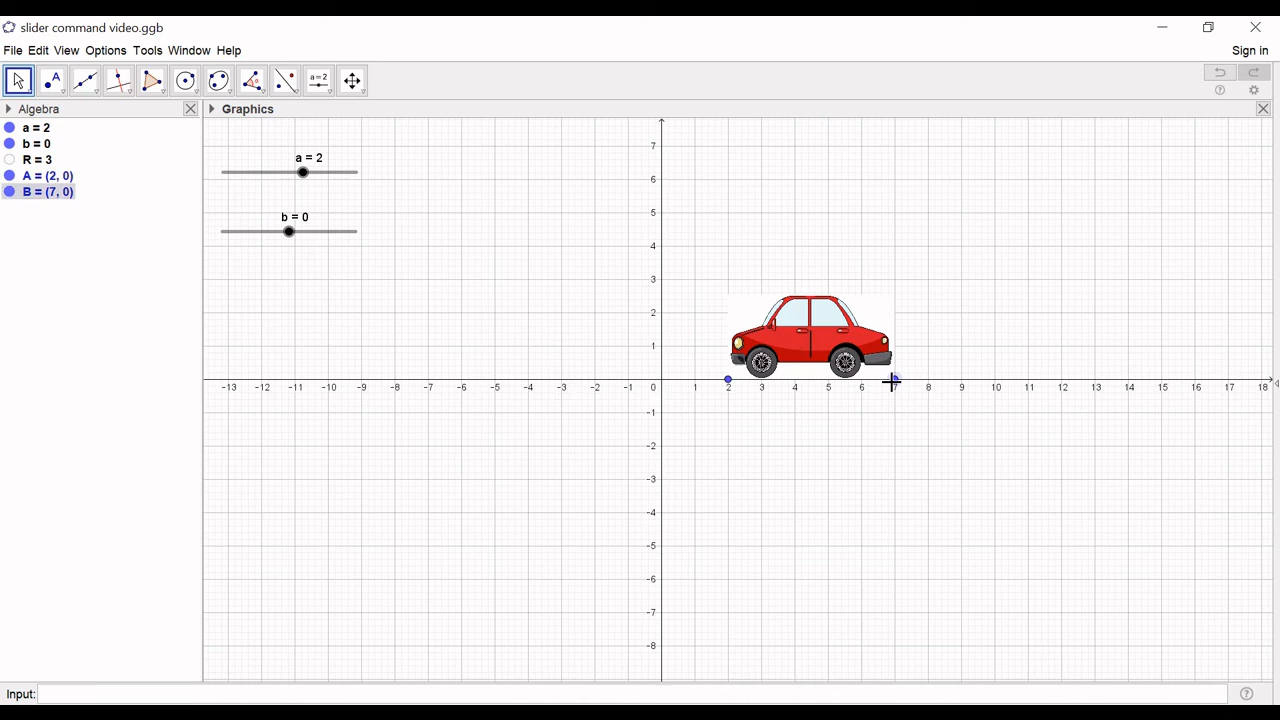 slider command video.ggb
File Edit View Options Tools Window Help
Sign in
A
a=2
Algebra
Graphics
a = 2
b = 0
R = 3
A = (2, 0)
B = (7, 0)
a = 2
b = 0
7
6
5
4
3
2
1
-13 -12 -11 -10 -9 -8 -7 -6 -5 -4 -3 -2 -1 0 1 2 3 4 5 6 7 8 9 10 11 12 13 14 15 16 17 18
-1
-2
-3
-4
-5
-6
-7
-8
Input: